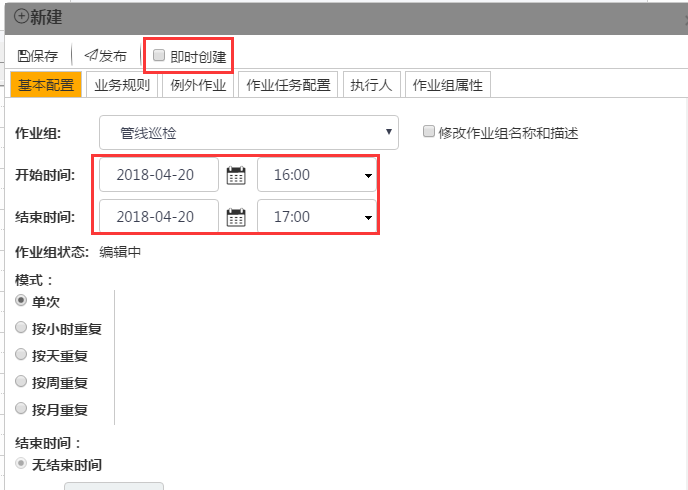 新建
保存 发布 即时创建
基本配置 业务规则 例外作业 作业任务配置 执行人 作业组属性
作业组: 管线巡检 修改作业组名称和描述
开始时间: 2018-04-20 16:00
结束时间: 2018-04-20 17:00
作业组状态: 编辑中
模式：
单次
按小时重复
按天重复
按周重复
按月重复
结束时间：
无结束时间